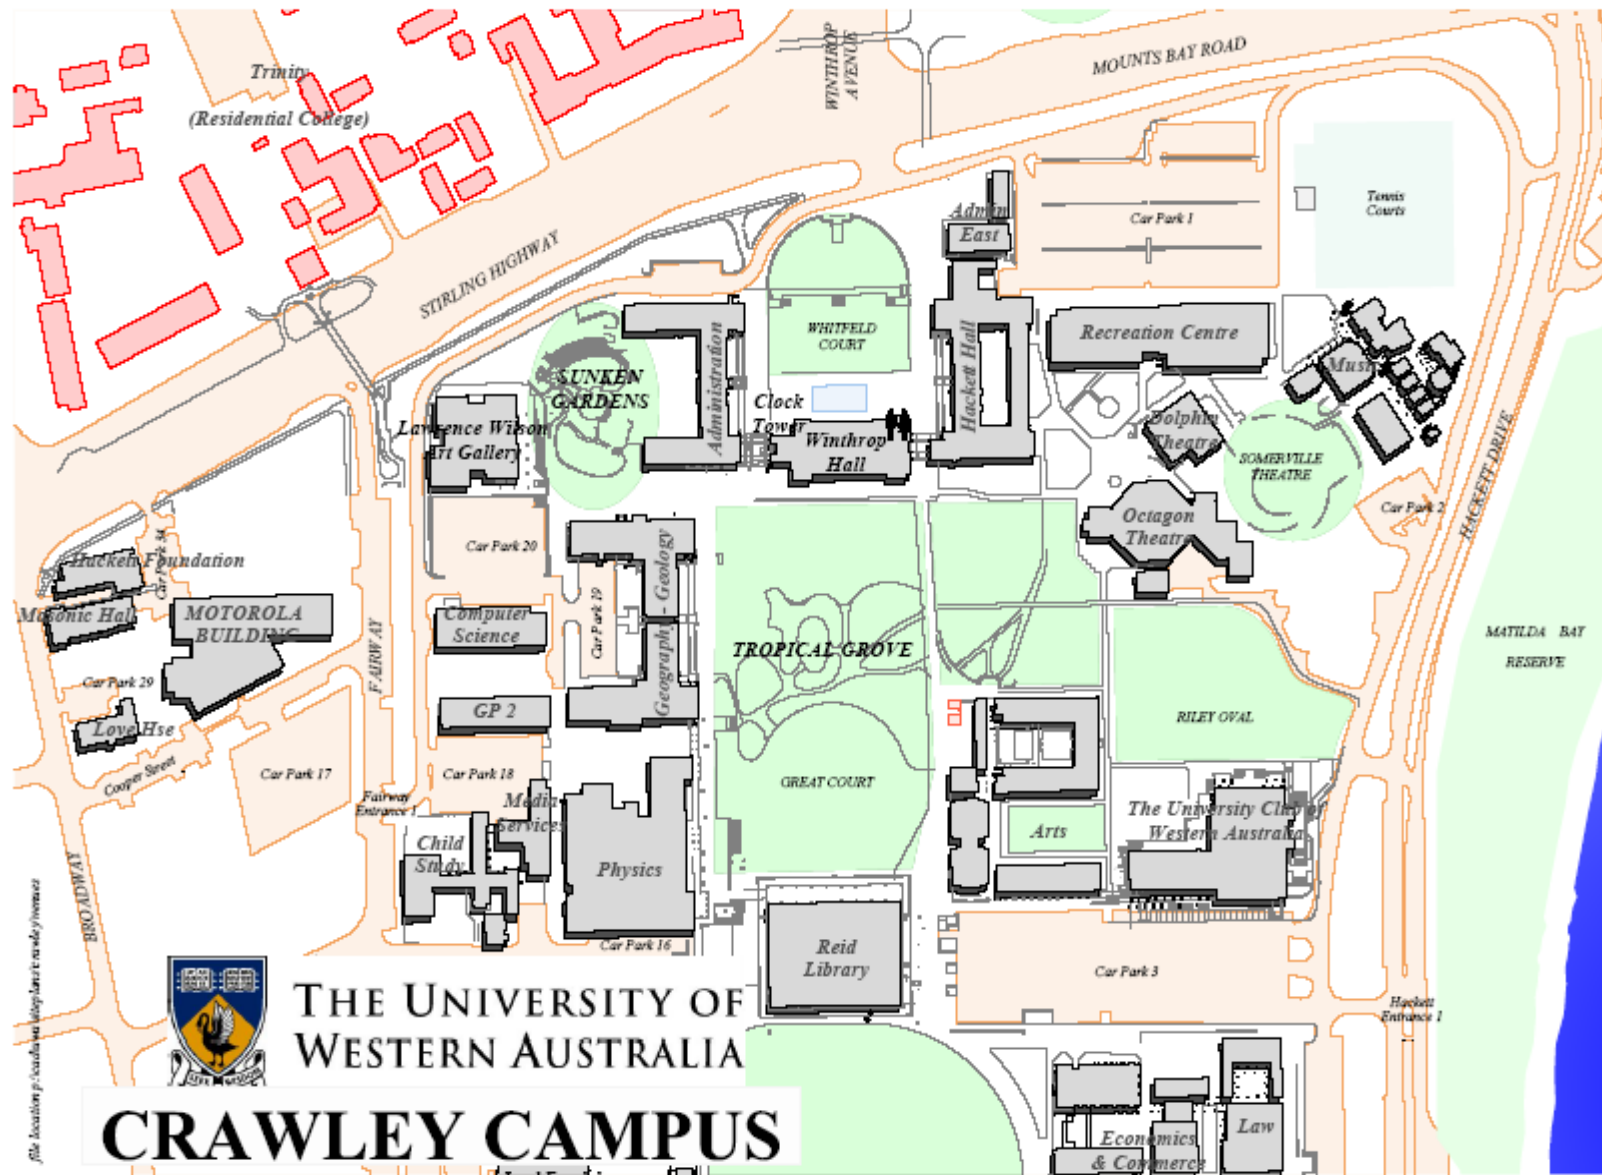 Trinity
(Residential College)
WINTHROP
AVENUE
MOUNTS BAY ROAD
STIRLING HIGHWAY
Admin
East
Car Park 1
Tennis
Courts
WHITFELD
COURT
Recreation Centre
Music
SUNKEN
GARDENS
Administration
Clock
Tower
Winthrop
Hall
Hackett Hall
Dolphin
Theatre
SOMERVILLE
THEATRE
HACKETT DRIVE
Lawrence Wilson
Art Gallery
Car Park 2
Octagon
Theatre
Car Park 20
Hackett Foundation
Car Park 34
Masonic Hall
MOTOROLA
BUILDING
Computer
Science
Car Park 19
Geography - Geology
TROPICAL GROVE
MATILDA BAY
RESERVE
FAIRWAY
Car Park 29
Love Hse
GP 2
RILEY OVAL
Cooper Street
Car Park 17
Car Park 18
GREAT COURT
Fairway
Entrance 1
Media
Services
The University Club of
Western Australia
Arts
Child
Study
Physics
BROADWAY
Car Park 16
Reid
Library
Car Park 3
Hackett
Entrance 1
THE UNIVERSITY OF
WESTERN AUSTRALIA
SEEK WISDOM
CRAWLEY CAMPUS
Economics
& Commerce
Law